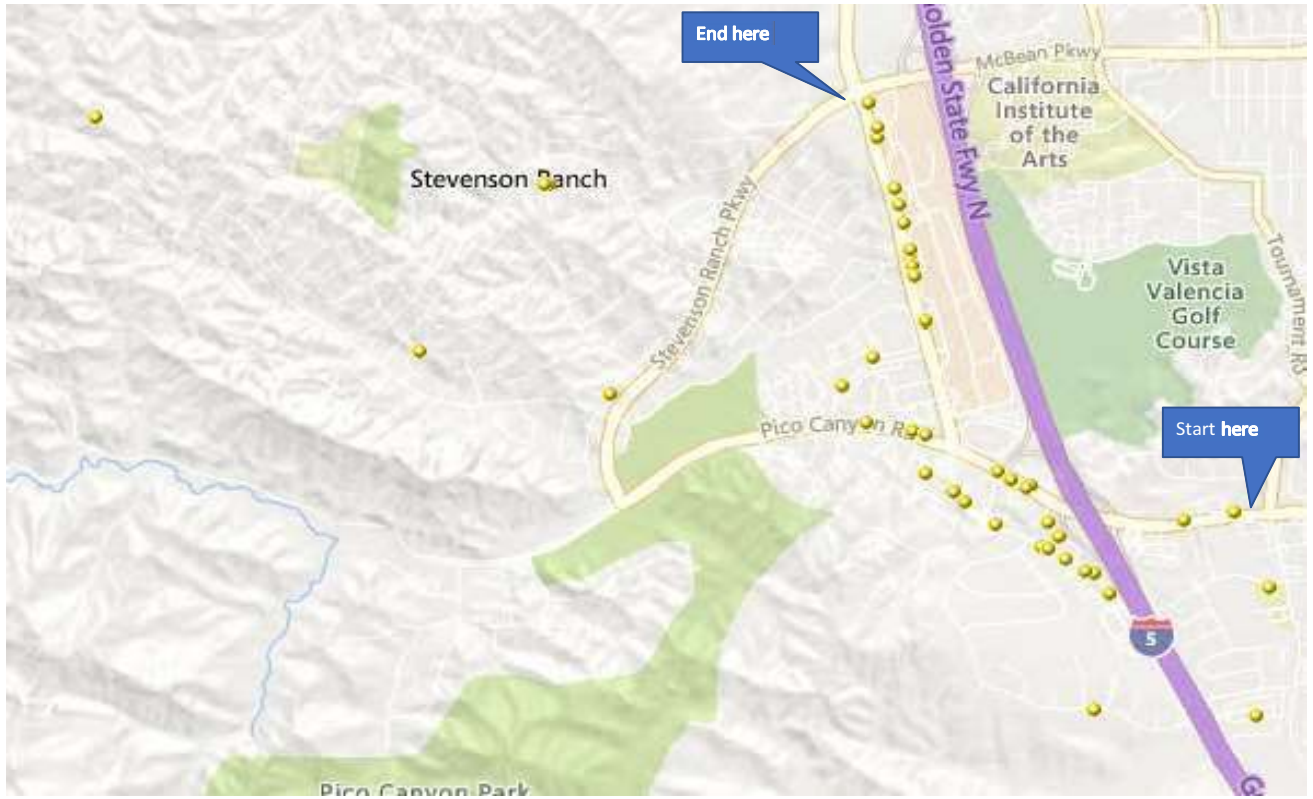 End here
olden State Fwy N
McBean Pkwy
California
Institute
of the
Arts
Stevenson Ranch
Stevenson Ranch Pkwy
Tournament Rd
Vista
Valencia
Golf
Course
Pico Canyon Rd
Start here
5
Pico Canyon Park
G